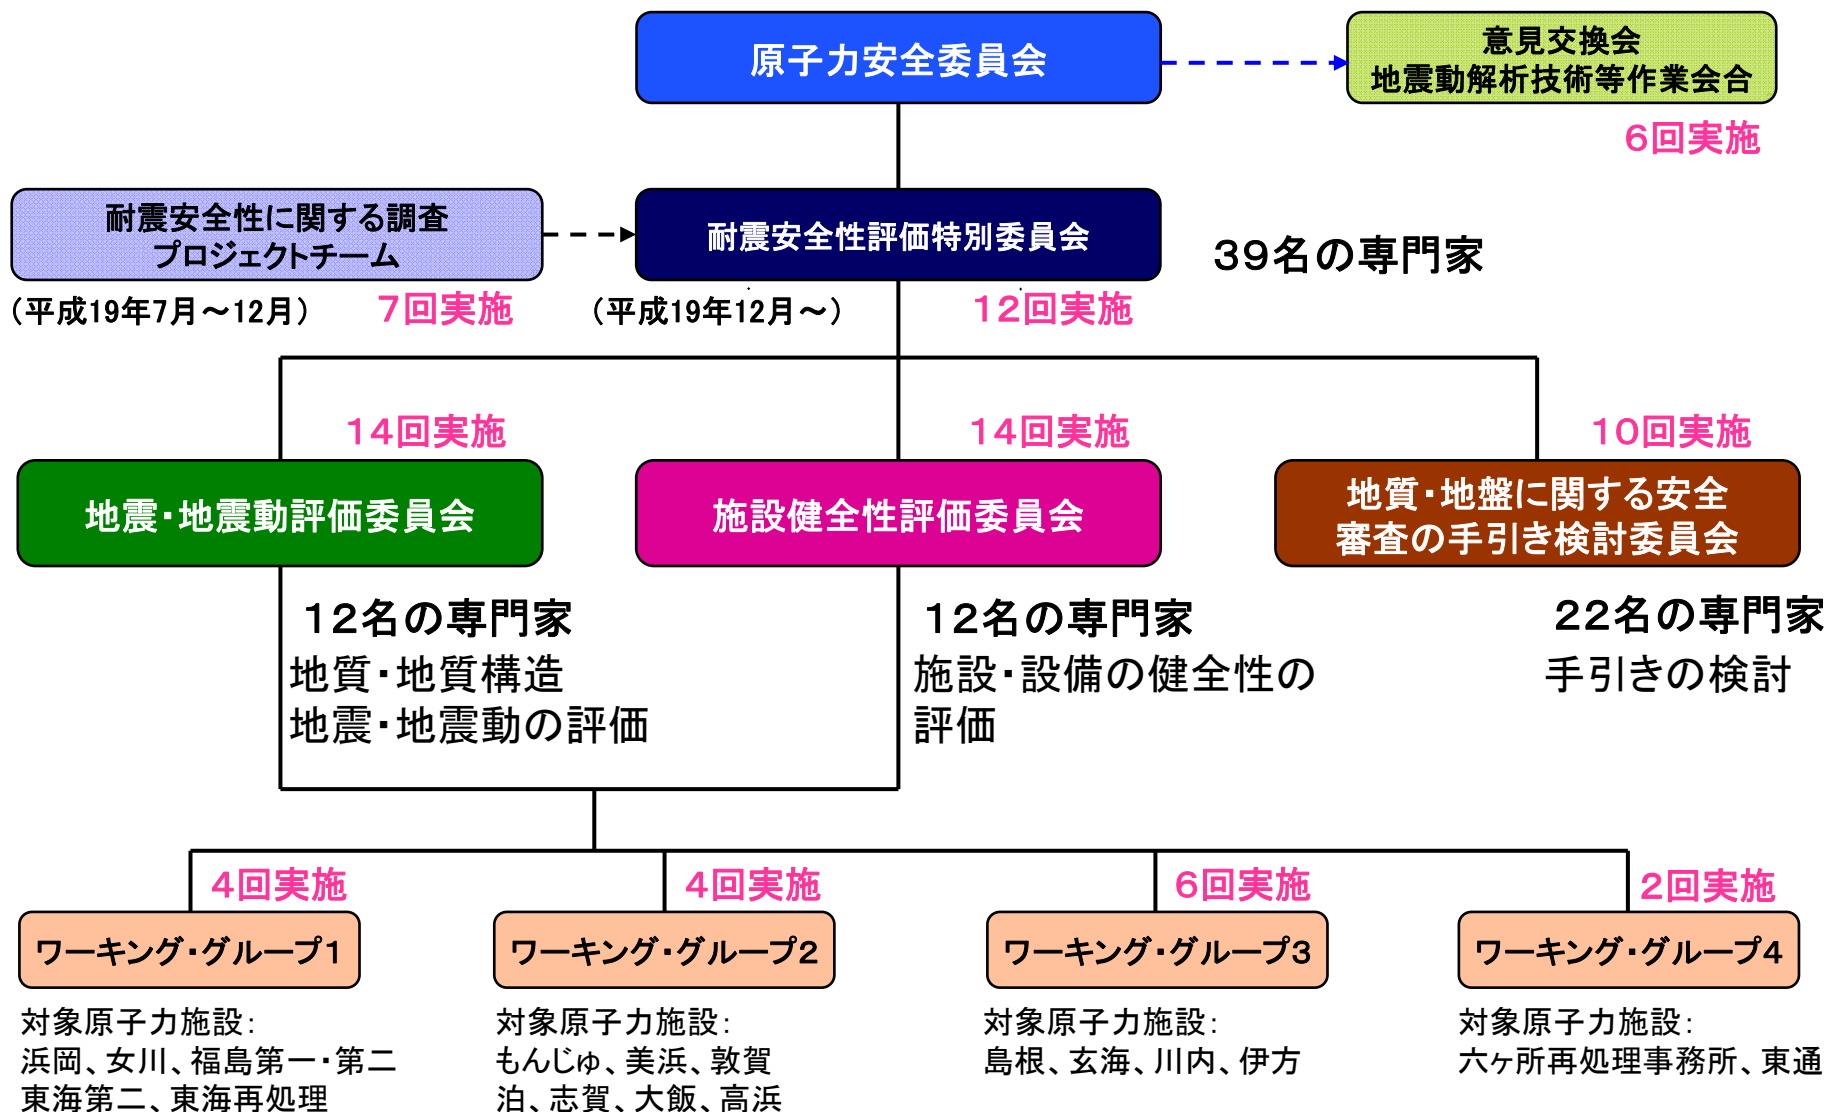 原子力安全委員会
意見交換会
地震動解析技術等作業会合
6回実施
耐震安全性に関する調査
プロジェクトチーム
耐震安全性評価特別委員会
39名の専門家
（平成19年7月～12月）
7回実施
（平成19年12月～）
12回実施
14回実施
14回実施
10回実施
地震・地震動評価委員会
施設健全性評価委員会
地質・地盤に関する安全
審査の手引き検討委員会
12名の専門家
地質・地質構造
地震・地震動の評価
12名の専門家
施設・設備の健全性の
評価
22名の専門家
手引きの検討
4回実施
4回実施
6回実施
2回実施
ワーキング・グループ1
ワーキング・グループ2
ワーキング・グループ3
ワーキング・グループ4
対象原子力施設：
浜岡、女川、福島第一・第二
東海第二、東海再処理
対象原子力施設：
もんじゅ、美浜、敦賀
泊、志賀、大飯、高浜
対象原子力施設：
島根、玄海、川内、伊方
対象原子力施設：
六ヶ所再処理事務所、東通